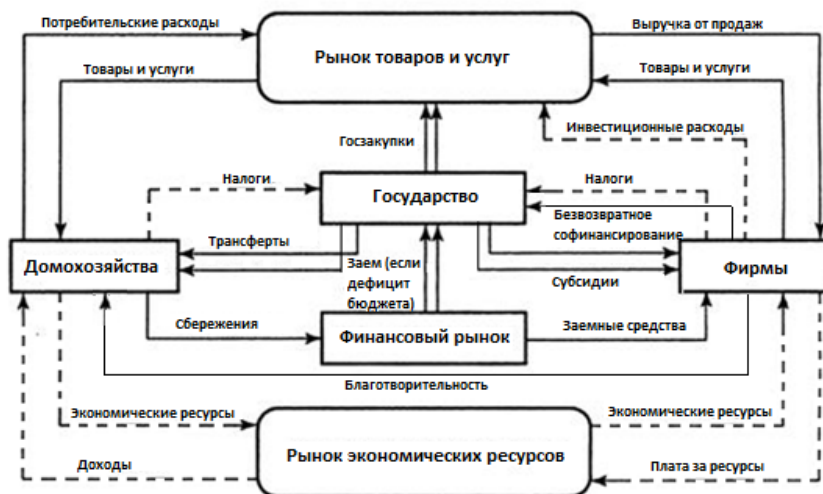 Потребительские расходы
Выручка от продаж
Рынок товаров и услуг
Товары и услуги
Товары и услуги
Инвестиционные расходы
Госзакупки
Налоги
Налоги
Государство
Безвозвратное
софинансирование
Трансферты
Домохозяйства
Заем (если
дефицит
бюджета)
Фирмы
Субсидии
Сбережения
Финансовый рынок
Заемные средства
Благотворительность
Экономические ресурсы
Экономические ресурсы
Рынок экономических ресурсов
Доходы
Плата за ресурсы